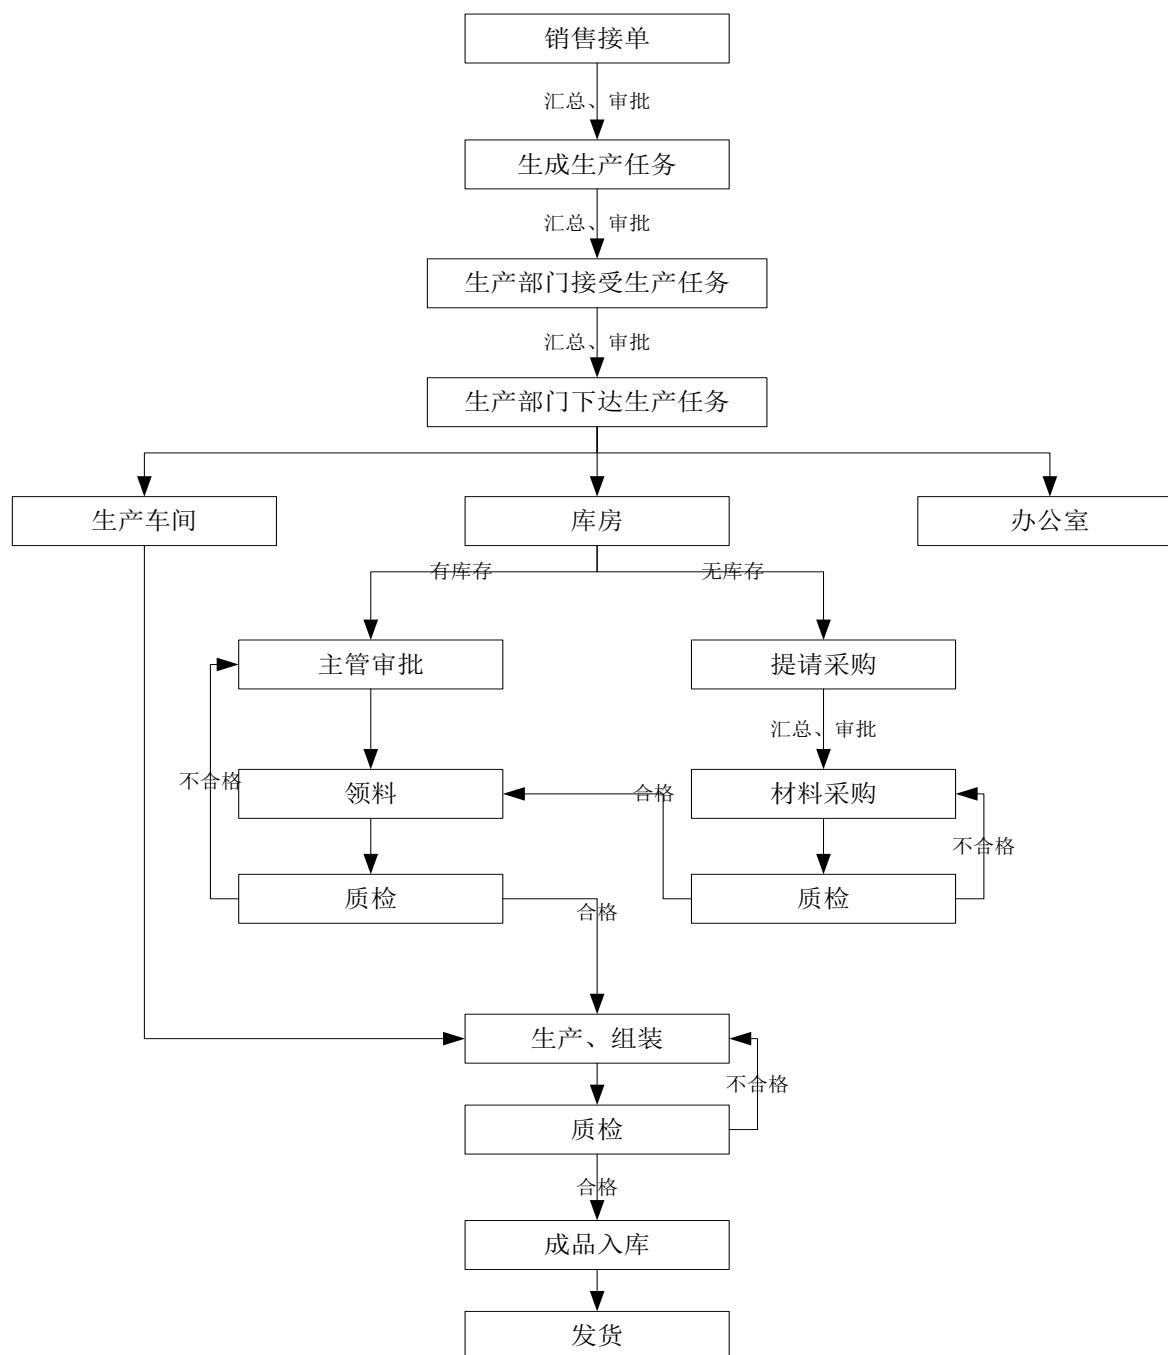 销售接单
汇总、审批
生成生产任务
汇总、审批
生产部门接受生产任务
汇总、审批
生产部门下达生产任务
生产车间
库房
办公室
有库存
无库存
主管审批
提请采购
汇总、审批
不合格
领料
合格
材料采购
不合格
质检
质检
合格
生产、组装
不合格
质检
合格
成品入库
发货